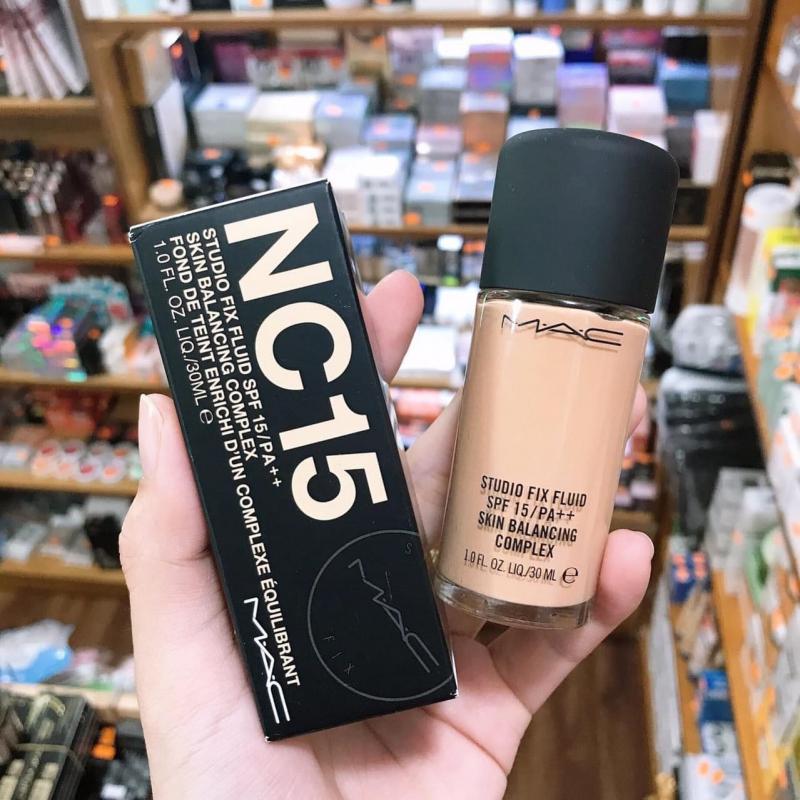 NC15
STUDIO FIX FLUID SPF 15/PA++
SKIN BALANCING COMPLEX
FOND DE TEINT ENRICHI D'UN COMPLEXE ÉQUILIBRANT
1.0 FL. OZ. LIQ./30ML ℮
M·A·C
M·A·C
S
FIX
M·A·C
STUDIO FIX FLUID
SPF 15/PA++
SKIN BALANCING
COMPLEX
1.0 FL. OZ. LIQ./30 ML ℮